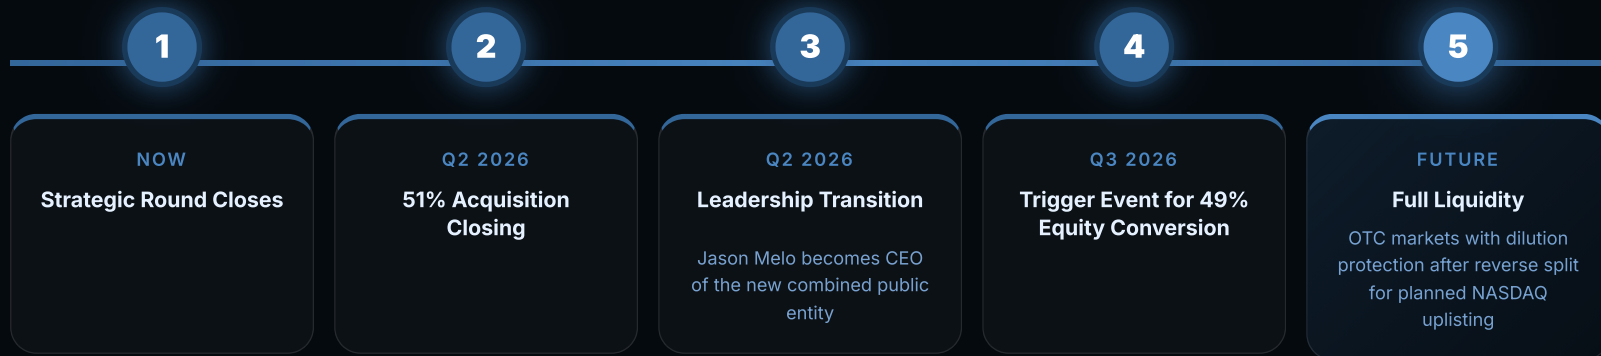 1
2
3
4
5
NOW
Strategic Round Closes
Q2 2026
51% Acquisition
Closing
Q2 2026
Leadership Transition
Jason Melo becomes CEO
of the new combined public
entity
Q3 2026
Trigger Event for 49%
Equity Conversion
FUTURE
Full Liquidity
OTC markets with dilution
protection after reverse split
for planned NASDAQ
uplisting